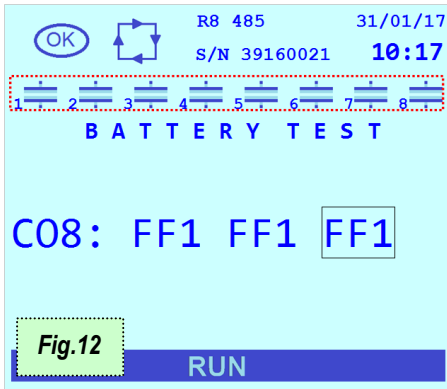 OK R8 485 31/01/17
S/N 39160021 10:17
1 2 3 4 5 6 7 8
BATTERY TEST
CO8: FF1 FF1 FF1
Fig.12
RUN